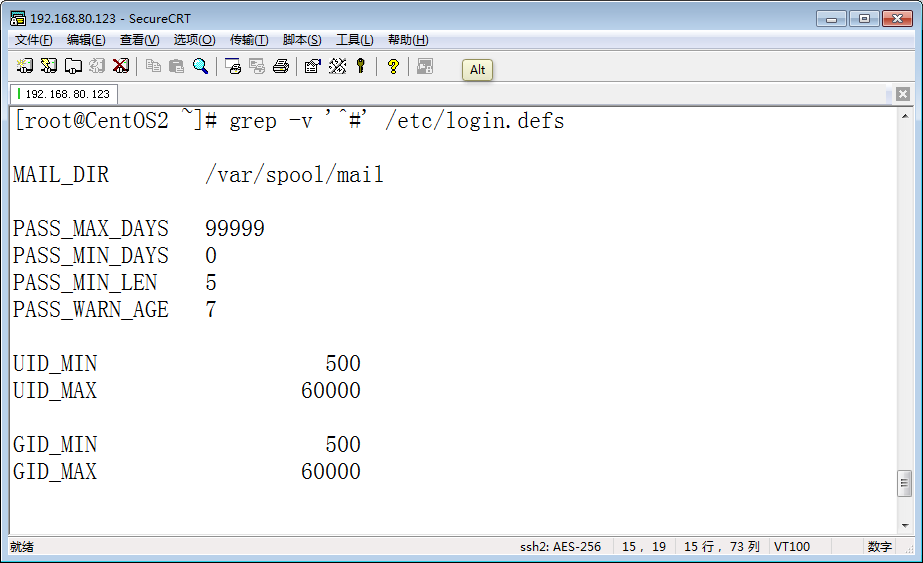 192.168.80.123 - SecureCRT
文件(F) 编辑(E) 查看(V) 选项(O) 传输(T) 脚本(S) 工具(L) 帮助(H)
Alt
192.168.80.123
[root@CentOS2 ~]# grep -v '^#' /etc/login.defs
MAIL_DIR /var/spool/mail
PASS_MAX_DAYS 99999
PASS_MIN_DAYS 0
PASS_MIN_LEN 5
PASS_WARN_AGE 7
UID_MIN 500
UID_MAX 60000
GID_MIN 500
GID_MAX 60000
就绪 ssh2: AES-256 15, 19 15 行, 73 列 VT100 数字